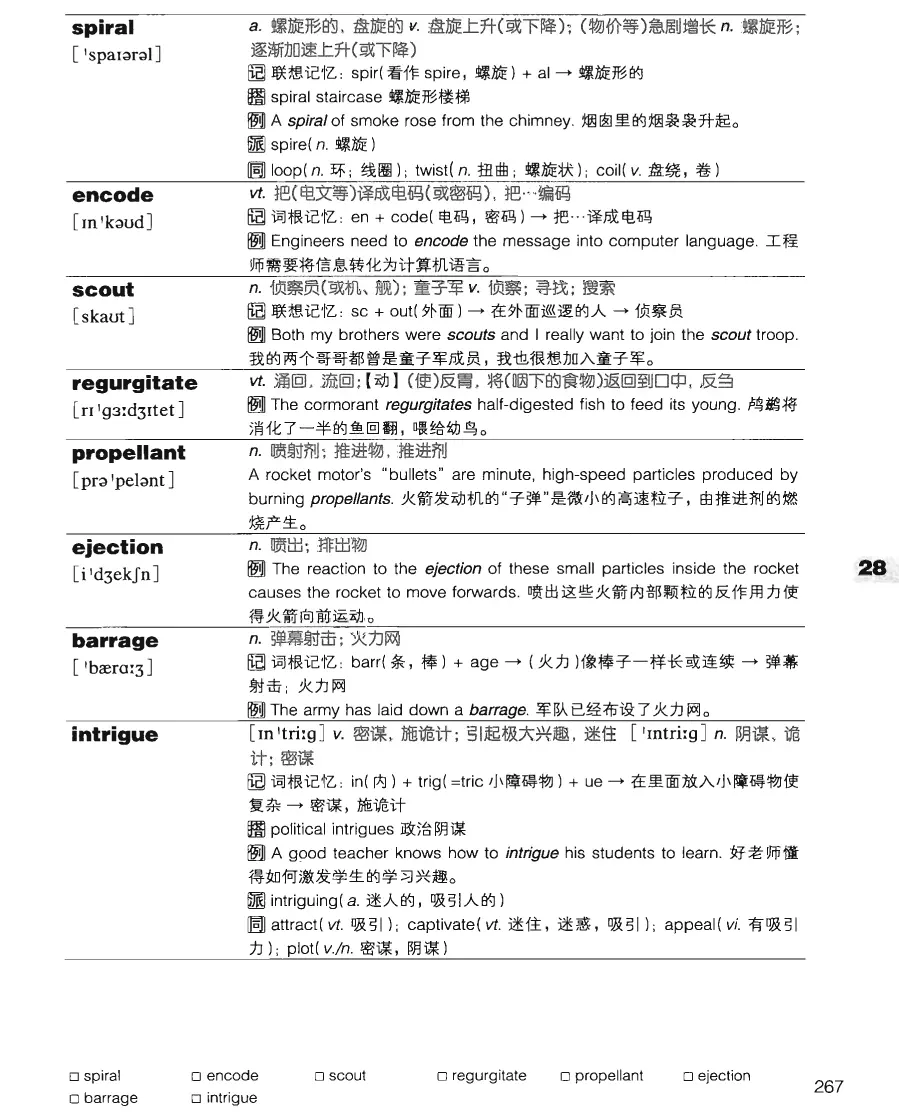 spiral a. 螺旋形的, 盘旋的 v. 盘旋上升(或下降); (物价等)急剧增长 n. 螺旋形;
[ˈspaɪərəl] 逐渐加速上升(或下降)
记 联想记忆: spir(看作 spire, 螺旋) + al → 螺旋形的
搭 spiral staircase 螺旋形楼梯
例 A spiral of smoke rose from the chimney. 烟囱里的烟袅袅升起。
派 spire(n. 螺旋)
同 loop(n. 环; 线圈); twist(n. 扭曲; 螺旋状); coil(v. 盘绕, 卷)
encode vt. 把(电文等)译成电码(或密码), 把…编码
[ɪnˈkəʊd] 记 词根记忆: en + code(电码, 密码) → 把…译成电码
例 Engineers need to encode the message into computer language. 工程
师需要将信息转化为计算机语言。
scout n. 侦察员(或机、舰); 童子军 v. 侦察; 寻找; 搜索
[skaʊt] 记 联想记忆: sc + out(外面) → 在外面巡逻的人 → 侦察员
例 Both my brothers were scouts and I really want to join the scout troop.
我的两个哥哥都曾是童子军成员, 我也很想加入童子军。
regurgitate vt. 涌回, 流回;【动】(使)反胃, 将(咽下的食物)返回到口中, 反刍
[rɪˈɡɜːdʒɪtet] 例 The cormorant regurgitates half-digested fish to feed its young. 鸬鹚将
消化了一半的鱼回翻, 喂给幼鸟。
propellant n. 喷射剂; 推进物, 推进剂
[prəˈpelənt] A rocket motor's “bullets” are minute, high-speed particles produced by
burning propellants. 火箭发动机的“子弹”是微小的高速粒子, 由推进剂的燃
烧产生。
ejection n. 喷出; 排出物
[iˈdʒekʃn] 例 The reaction to the ejection of these small particles inside the rocket 28
causes the rocket to move forwards. 喷出这些火箭内部颗粒的反作用力使
得火箭向前运动。
barrage n. 弹幕射击; 火力网
[ˈbærɑːʒ] 记 词根记忆: barr(条, 棒) + age → (火力)像棒子一样长或连续 → 弹幕
射击; 火力网
例 The army has laid down a barrage. 军队已经布设了火力网。
intrigue [ɪnˈtriːɡ] v. 密谋, 施诡计; 引起极大兴趣, 迷住 [ˈɪntriːɡ] n. 阴谋、诡
计; 密谋
记 词根记忆: in(内) + trig(=tric 小障碍物) + ue → 在里面放入小障碍物使
复杂 → 密谋, 施诡计
搭 political intrigues 政治阴谋
例 A good teacher knows how to intrigue his students to learn. 好老师懂
得如何激发学生的学习兴趣。
派 intriguing(a. 迷人的, 吸引人的)
同 attract(vt. 吸引); captivate(vt. 迷住, 迷惑, 吸引); appeal(vi. 有吸引
力); plot(v./n. 密谋, 阴谋)
□ spiral □ encode □ scout □ regurgitate □ propellant □ ejection
□ barrage □ intrigue 267